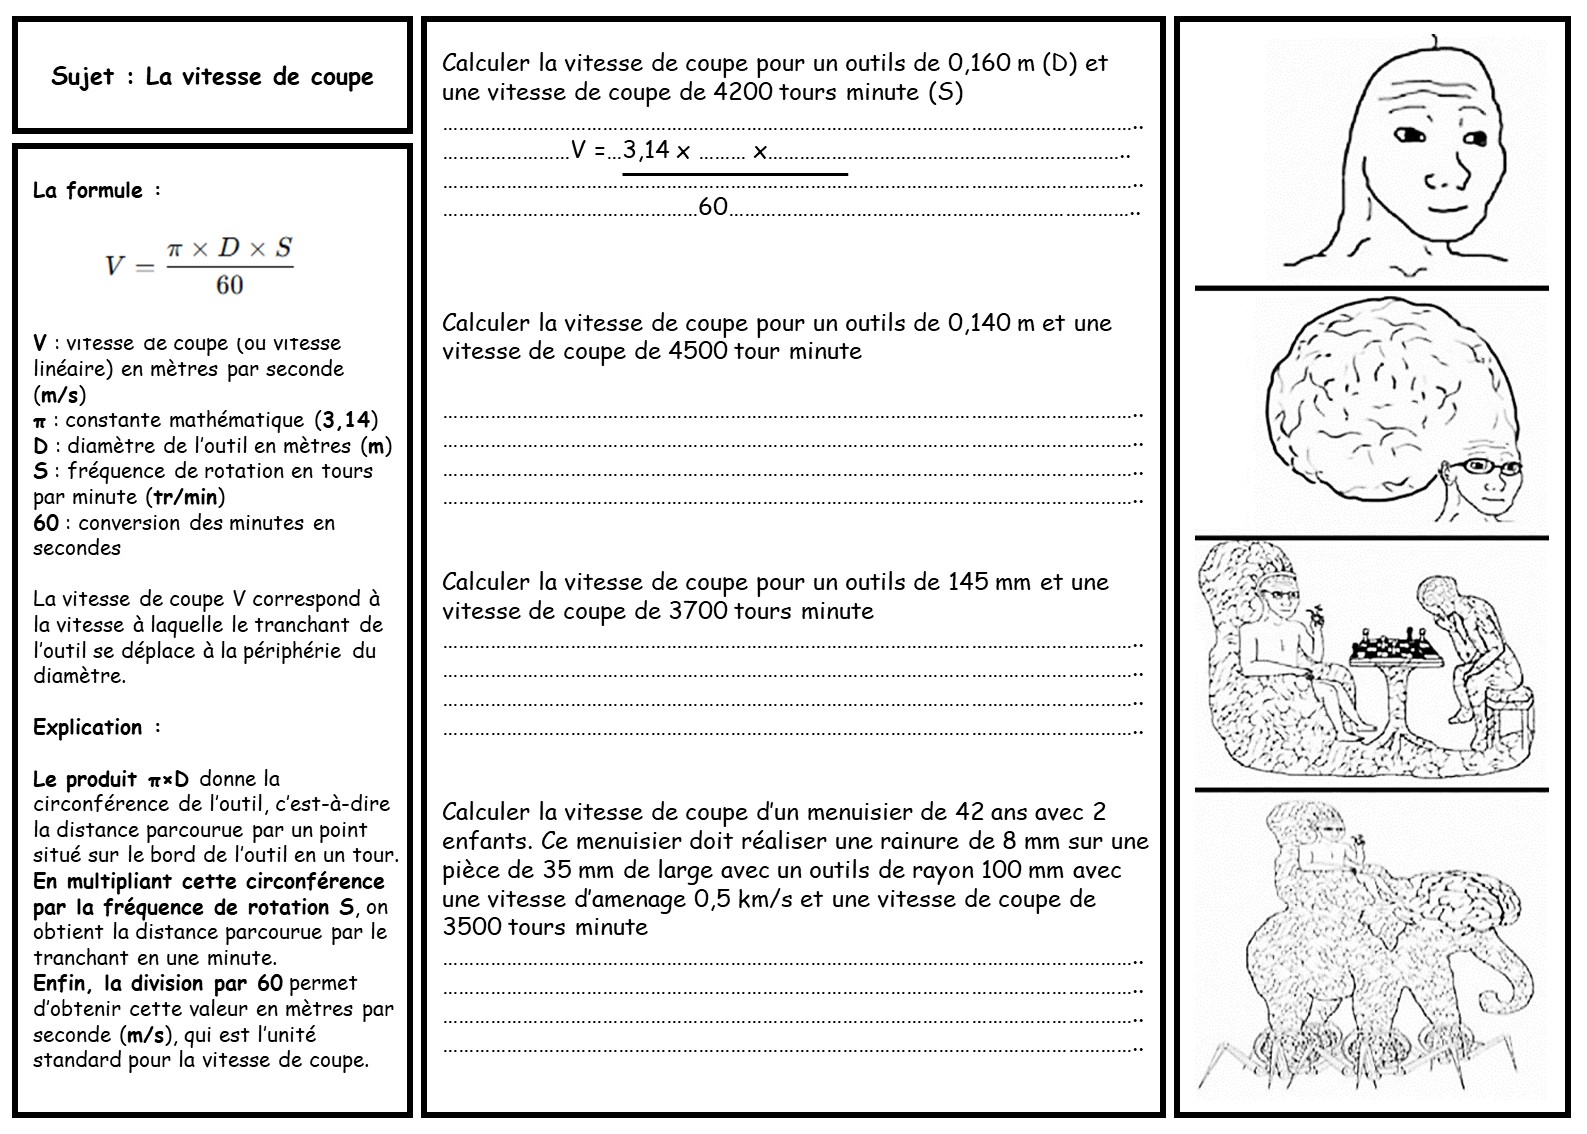 Sujet : La vitesse de coupe
La formule :
V = π × D × S
60
V : vitesse de coupe (ou vitesse
linéaire) en mètres par seconde
(m/s)
π : constante mathématique (3,14)
D : diamètre de l’outil en mètres (m)
S : fréquence de rotation en tours
par minute (tr/min)
60 : conversion des minutes en
secondes
La vitesse de coupe V correspond à
la vitesse à laquelle le tranchant de
l’outil se déplace à la périphérie du
diamètre.
Explication :
Le produit π×D donne la
circonférence de l’outil, c’est-à-dire
la distance parcourue par un point
situé sur le bord de l’outil en un tour.
En multipliant cette circonférence
par la fréquence de rotation S, on
obtient la distance parcourue par le
tranchant en une minute.
Enfin, la division par 60 permet
d’obtenir cette valeur en mètres par
seconde (m/s), qui est l’unité
standard pour la vitesse de coupe.
Calculer la vitesse de coupe pour un outils de 0,160 m (D) et
une vitesse de coupe de 4200 tours minute (S)
V =…3,14 x ……… x
60
Calculer la vitesse de coupe pour un outils de 0,140 m et une
vitesse de coupe de 4500 tour minute
Calculer la vitesse de coupe pour un outils de 145 mm et une
vitesse de coupe de 3700 tours minute
Calculer la vitesse de coupe d’un menuisier de 42 ans avec 2
enfants. Ce menuisier doit réaliser une rainure de 8 mm sur une
pièce de 35 mm de large avec un outils de rayon 100 mm avec
une vitesse d’amenage 0,5 km/s et une vitesse de coupe de
3500 tours minute